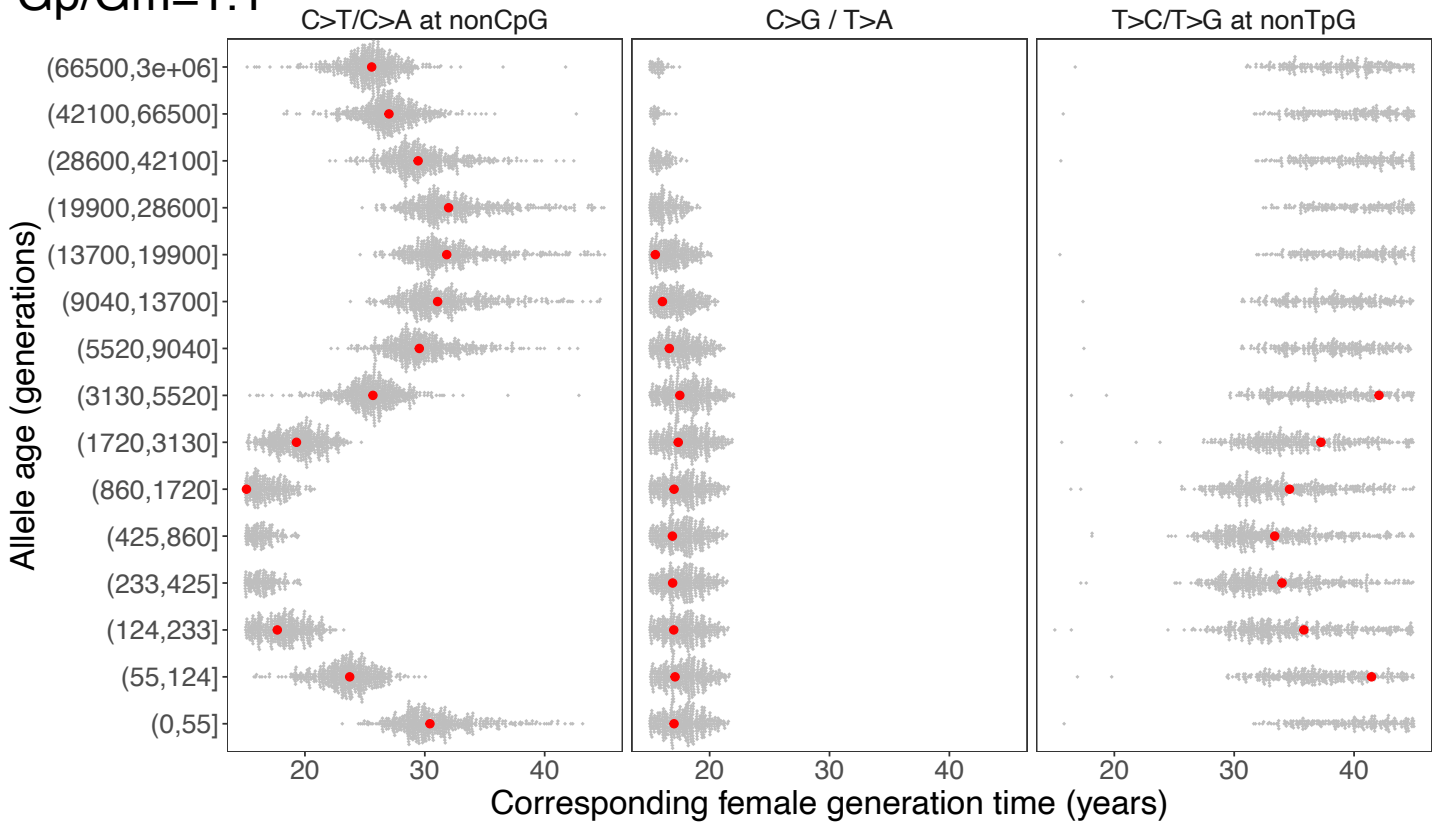 Gp/Gm=1.1
C>T/C>A at nonCpG
C>G / T>A
T>C/T>G at nonTpG
Allele age (generations)
(66500,3e+06]
(42100,66500]
(28600,42100]
(19900,28600]
(13700,19900]
(9040,13700]
(5520,9040]
(3130,5520]
(1720,3130]
(860,1720]
(425,860]
(233,425]
(124,233]
(55,124]
(0,55]
20 30 40 20 30 40 20 30 40
Corresponding female generation time (years)